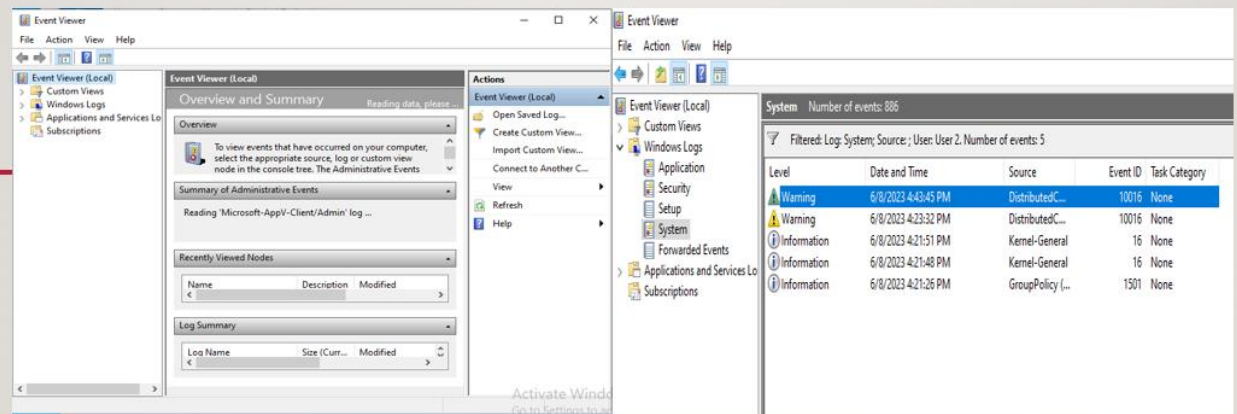 Event Viewer
File Action View Help
Event Viewer (Local)
Custom Views
Windows Logs
Applications and Services Lo
Subscriptions
Event Viewer (Local)
Overview and Summary Reading data, please ...
Overview
To view events that have occurred on your computer,
select the appropriate source, log or custom view
node in the console tree. The Administrative Events
Summary of Administrative Events
Reading 'Microsoft-AppV-Client/Admin' log ...
Recently Viewed Nodes
Name Description Modified
Log Summary
Log Name Size (Curr... Modified
Actions
Event Viewer (Local)
Open Saved Log...
Create Custom View...
Import Custom View...
Connect to Another C...
View
Refresh
Help
Activate Windo
Go to Settings to ac
Event Viewer
File Action View Help
Event Viewer (Local)
Custom Views
Windows Logs
Application
Security
Setup
System
Forwarded Events
Applications and Services Lo
Subscriptions
System Number of events: 886
Filtered: Log: System; Source: ; User: User 2. Number of events: 5
Level Date and Time Source Event ID Task Category
Warning 6/8/2023 4:43:45 PM DistributedC... 10016 None
Warning 6/8/2023 4:23:32 PM DistributedC... 10016 None
Information 6/8/2023 4:21:51 PM Kernel-General 16 None
Information 6/8/2023 4:21:48 PM Kernel-General 16 None
Information 6/8/2023 4:21:26 PM GroupPolicy (... 1501 None